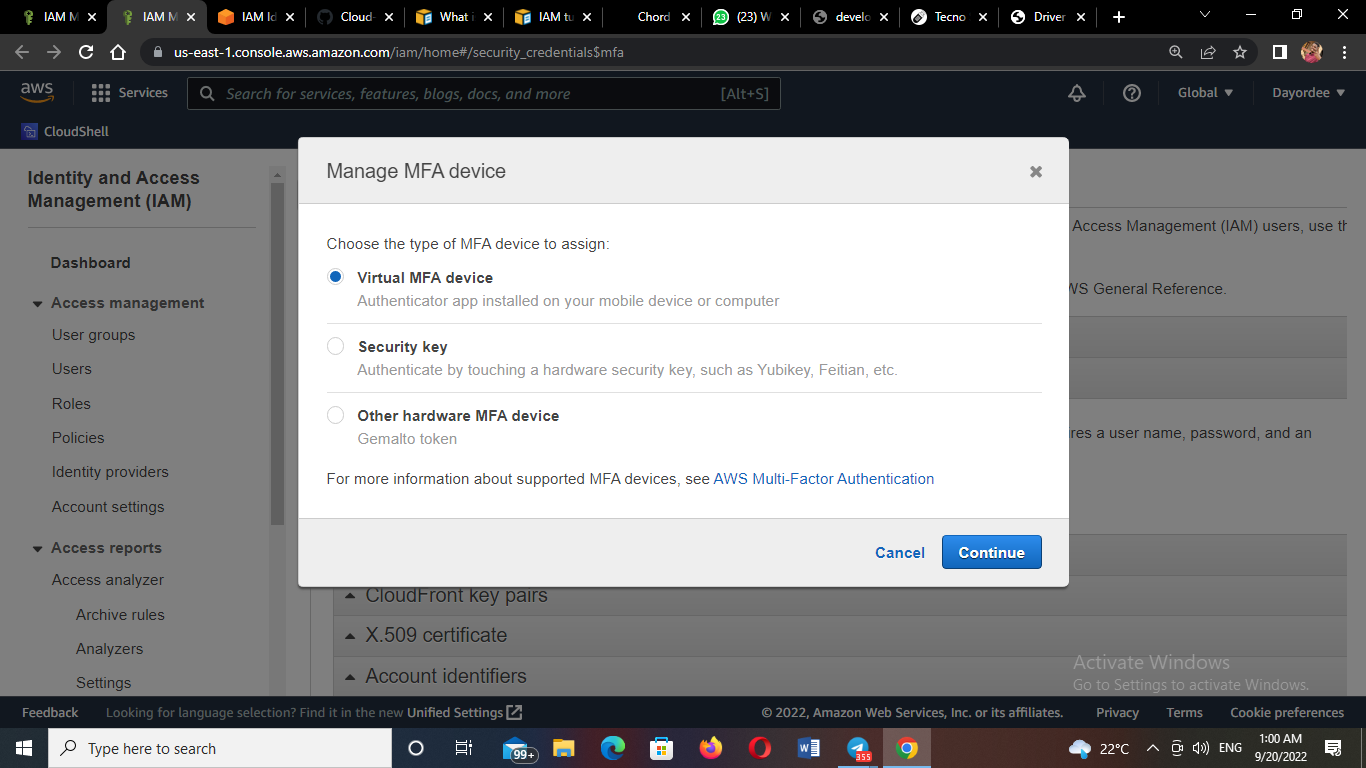 IAM M
IAM M
IAM Id
Cloud-
What i
IAM tu
Chord
(23) W
develo
Tecno
Driver
us-east-1.console.aws.amazon.com/iam/home#/security_credentials$mfa
aws
Services
Search for services, features, blogs, docs, and more
[Alt+S]
Global
Dayordee
CloudShell
Identity and Access
Management (IAM)
Dashboard
Access management
User groups
Users
Roles
Policies
Identity providers
Account settings
Access reports
Access analyzer
Archive rules
Analyzers
Settings
Manage MFA device
Choose the type of MFA device to assign:
Virtual MFA device
Authenticator app installed on your mobile device or computer
Security key
Authenticate by touching a hardware security key, such as Yubikey, Feitian, etc.
Other hardware MFA device
Gemalto token
For more information about supported MFA devices, see AWS Multi-Factor Authentication
Cancel
Continue
Access Management (IAM) users, use th
WS General Reference.
res a user name, password, and an
CloudFront key pairs
X.509 certificate
Account identifiers
Activate Windows
Go to Settings to activate Windows.
Feedback
Looking for language selection? Find it in the new Unified Settings
© 2022, Amazon Web Services, Inc. or its affiliates.
Privacy
Terms
Cookie preferences
Type here to search
99+
355
22°C
ENG
1:00 AM
9/20/2022